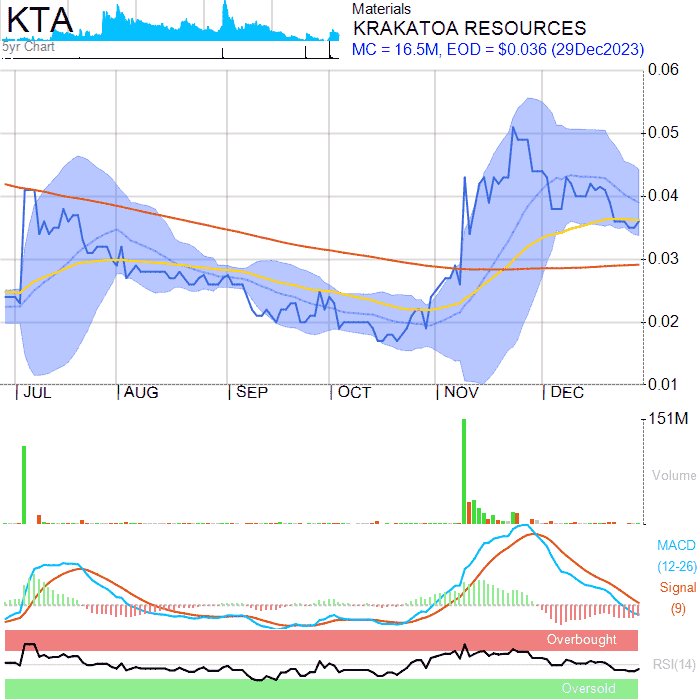 KTA
5yr Chart
Materials
KRAKATOA RESOURCES
MC = 16.5M, EOD = $0.036 (29Dec2023)
0.06
0.05
0.04
0.03
0.02
0.01
JUL AUG SEP OCT NOV DEC
151M
Volume
MACD
(12-26)
Signal
(9)
Overbought
RSI(14)
Oversold